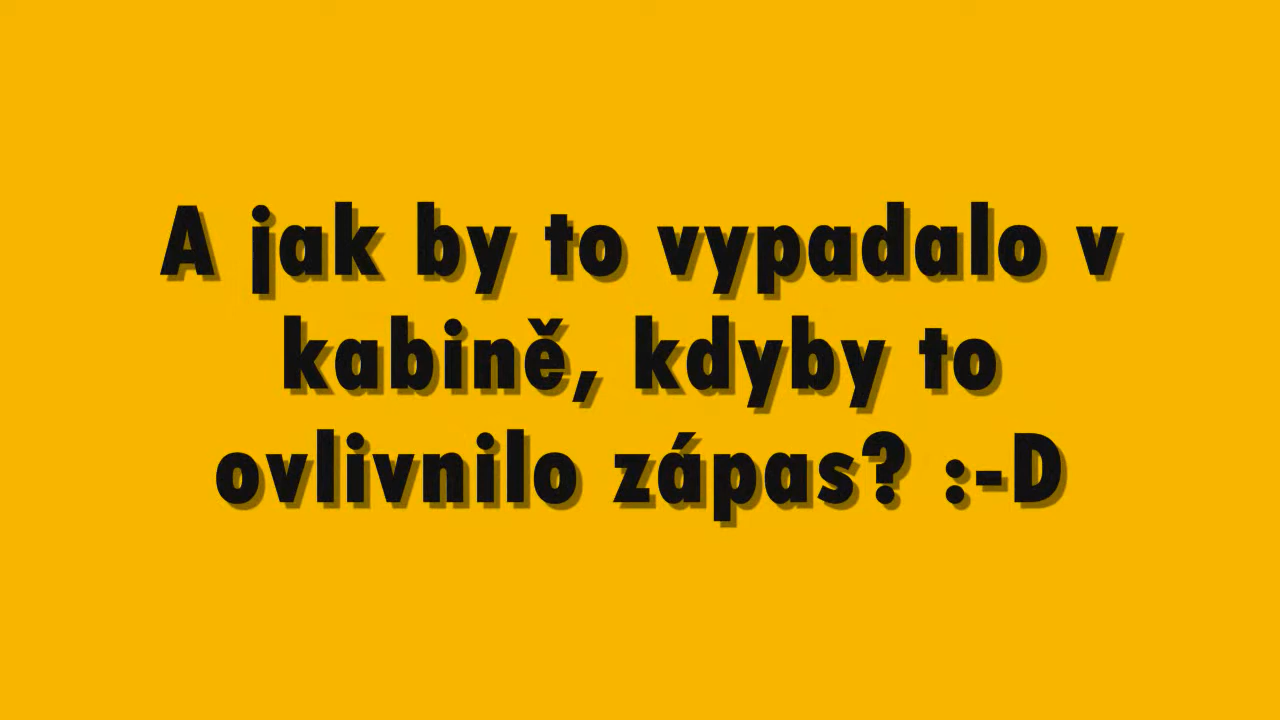 A jak by to vypadalo v
kabině, kdyby to
ovlivnilo zápas? :-D